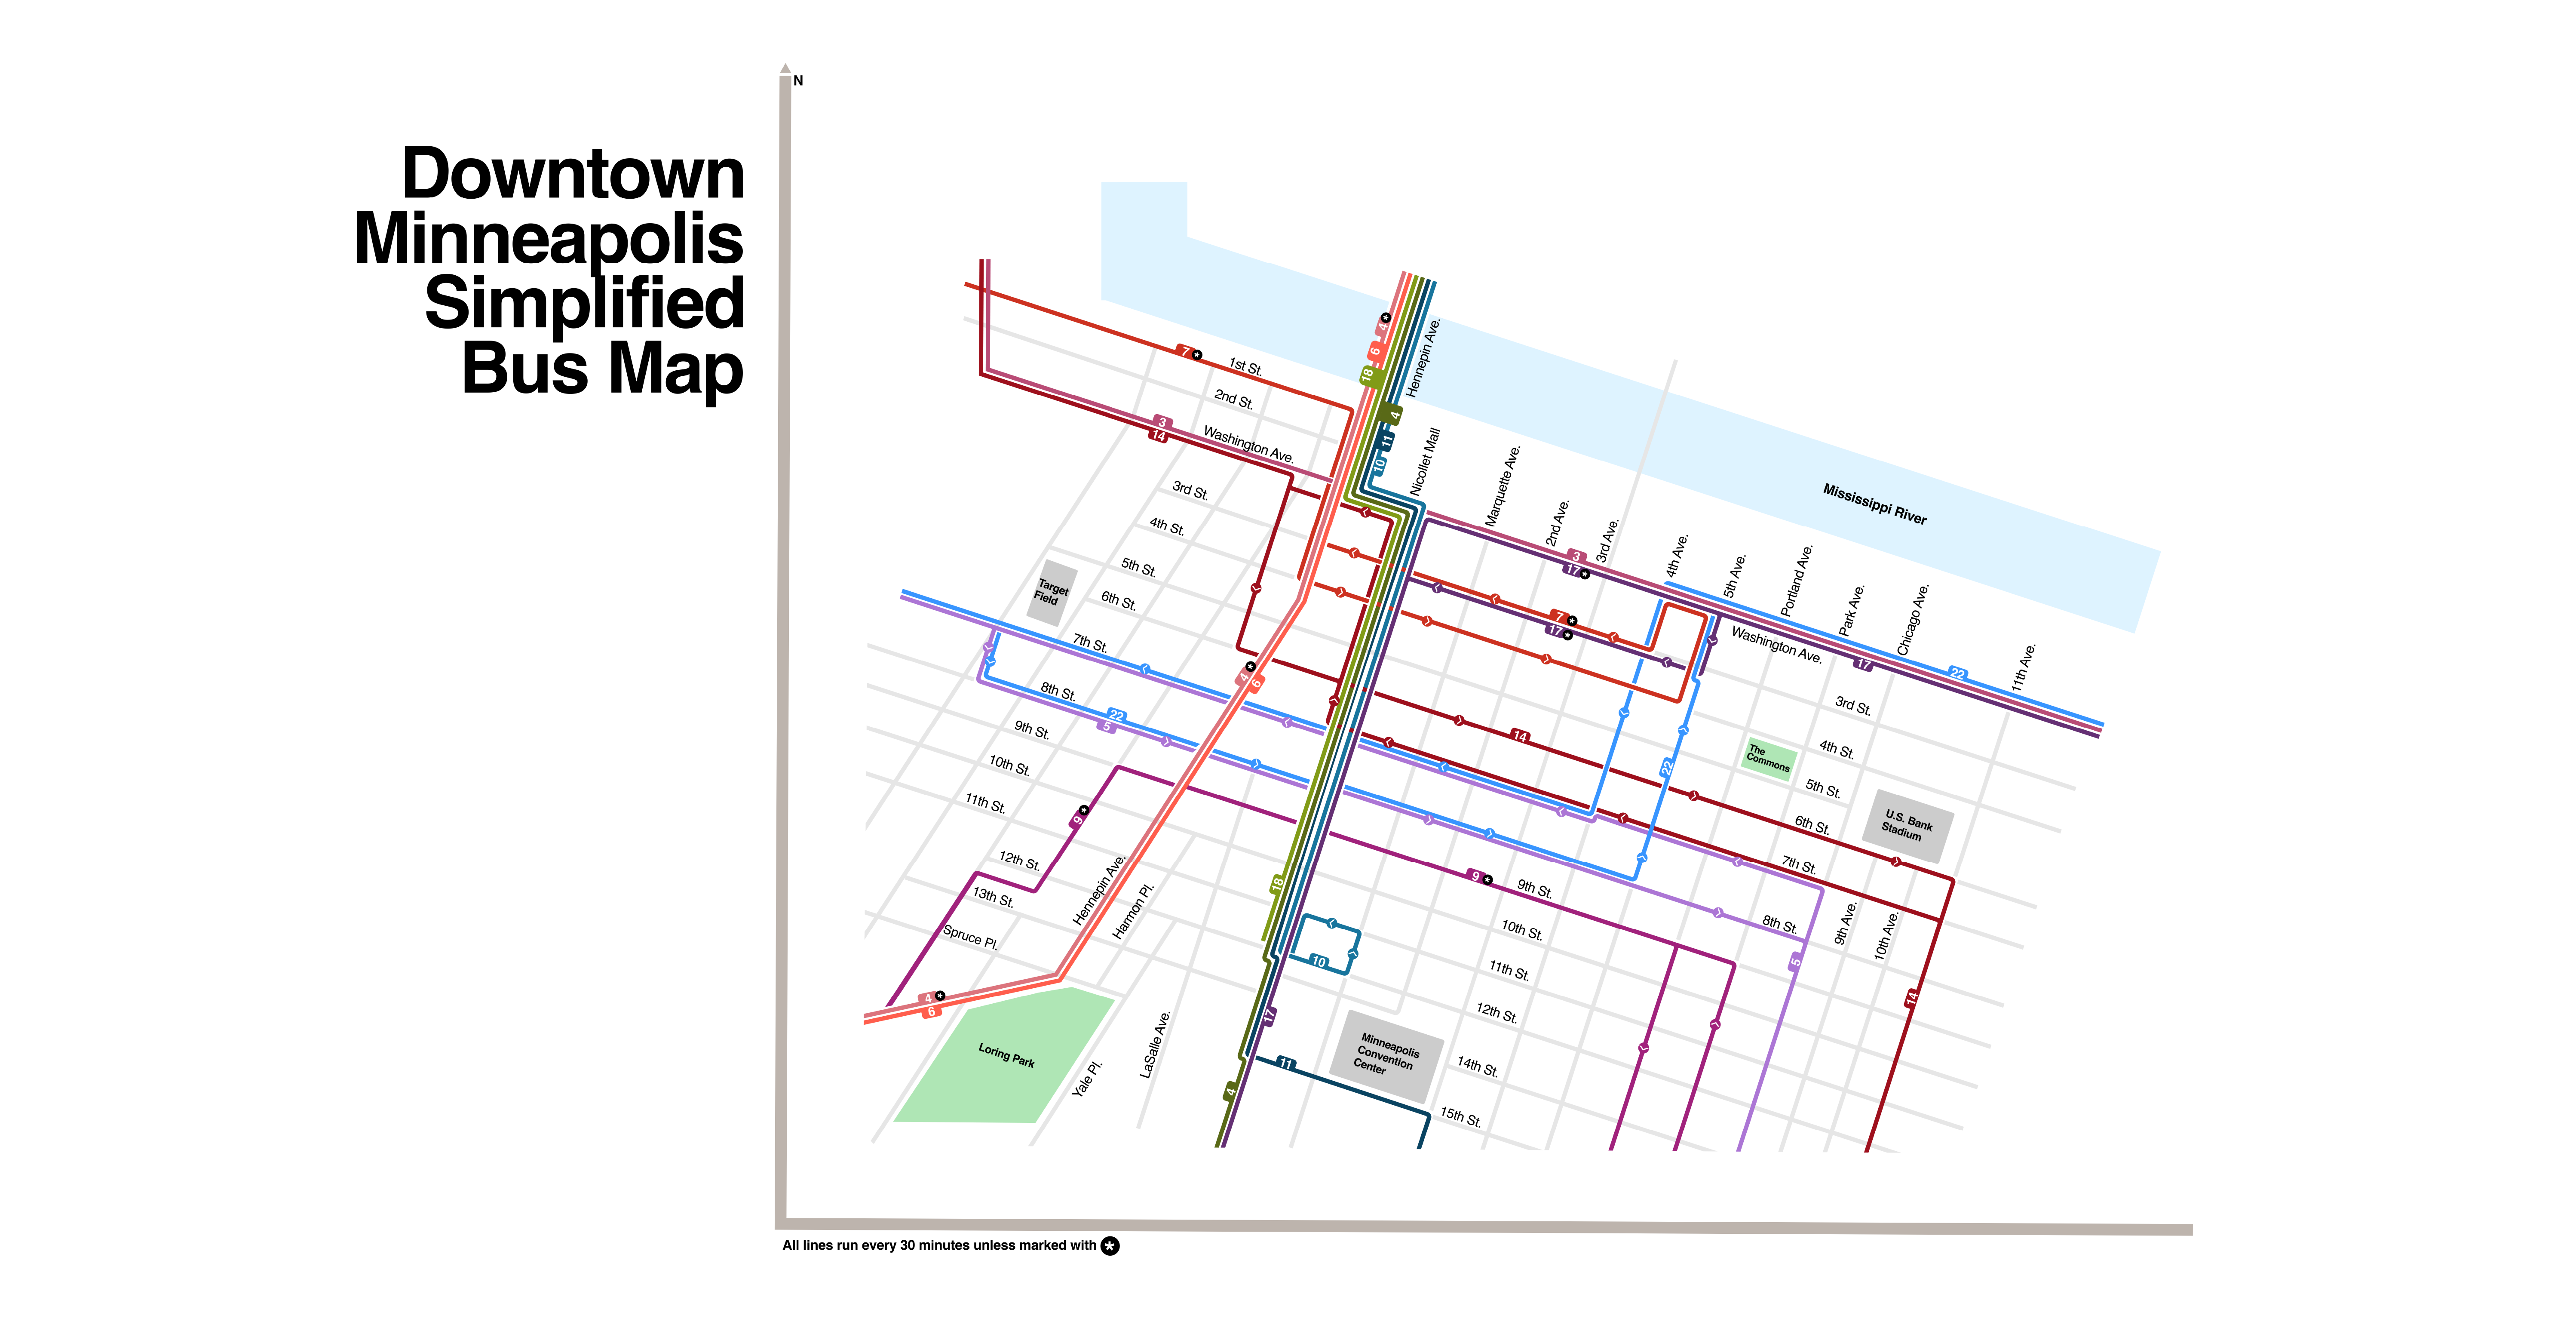 Downtown
Minneapolis
Simplified
Bus Map
N
Mississippi River
Hennepin Ave.
Nicollet Mall
Marquette Ave.
2nd Ave.
3rd Ave.
4th Ave.
5th Ave.
Portland Ave.
Park Ave.
Chicago Ave.
11th Ave.
1st St.
2nd St.
Washington Ave.
3rd St.
4th St.
5th St.
6th St.
7th St.
8th St.
9th St.
10th St.
11th St.
12th St.
13th St.
Spruce Pl.
Target
Field
Hennepin Ave.
Harmon Pl.
Yale Pl.
LaSalle Ave.
Loring Park
Washington Ave.
3rd St.
4th St.
5th St.
6th St.
7th St.
8th St.
9th St.
10th St.
11th St.
12th St.
14th St.
15th St.
9th Ave.
10th Ave.
The
Commons
U.S. Bank
Stadium
Minneapolis
Convention
Center
4
6
18
4
11
10
7
3
14
3
17
7
17
22
17
4
6
22
5
14
22
9
18
9
10
5
14
17
4
6
11
4
All lines run every 30 minutes unless marked with *